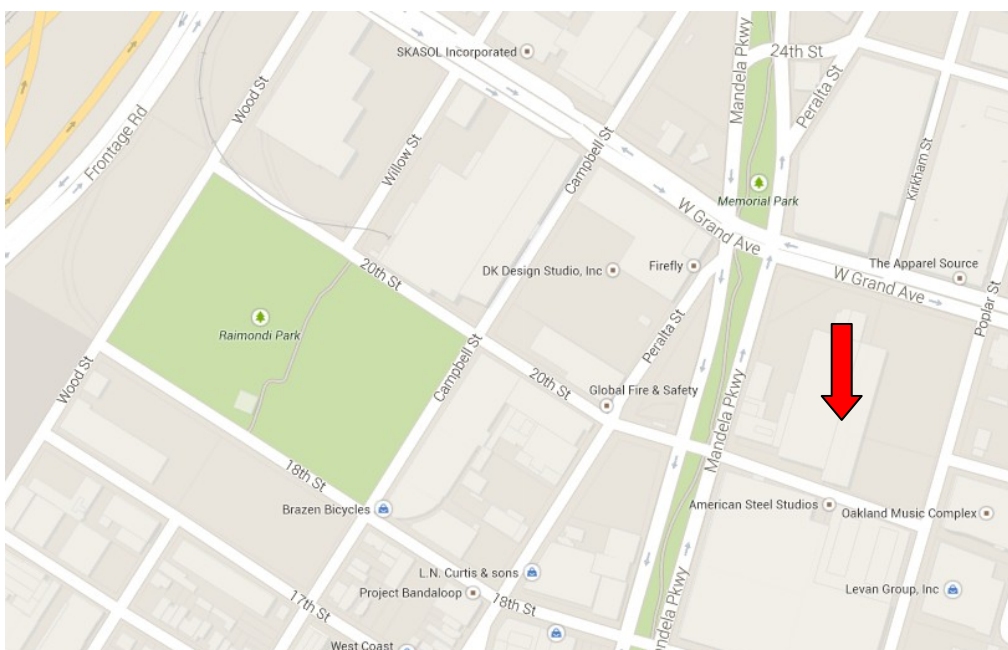 SKASOL Incorporated
24th St
Mandela Pkwy
Peralta St
Wood St
Frontage Rd
Willow St
Campbell St
Kirkham St
Memorial Park
W Grand Ave
DK Design Studio, Inc
Firefly
The Apparel Source
W Grand Ave
20th St
Poplar St
Raimondi Park
Peralta St
Campbell St
Wood St
20th St
Global Fire & Safety
Mandela Pkwy
18th St
Brazen Bicycles
American Steel Studios
Oakland Music Complex
L.N. Curtis & sons
Project Bandaloop
Levan Group, Inc
17th St
18th St
Mandela Pkwy
West Coast